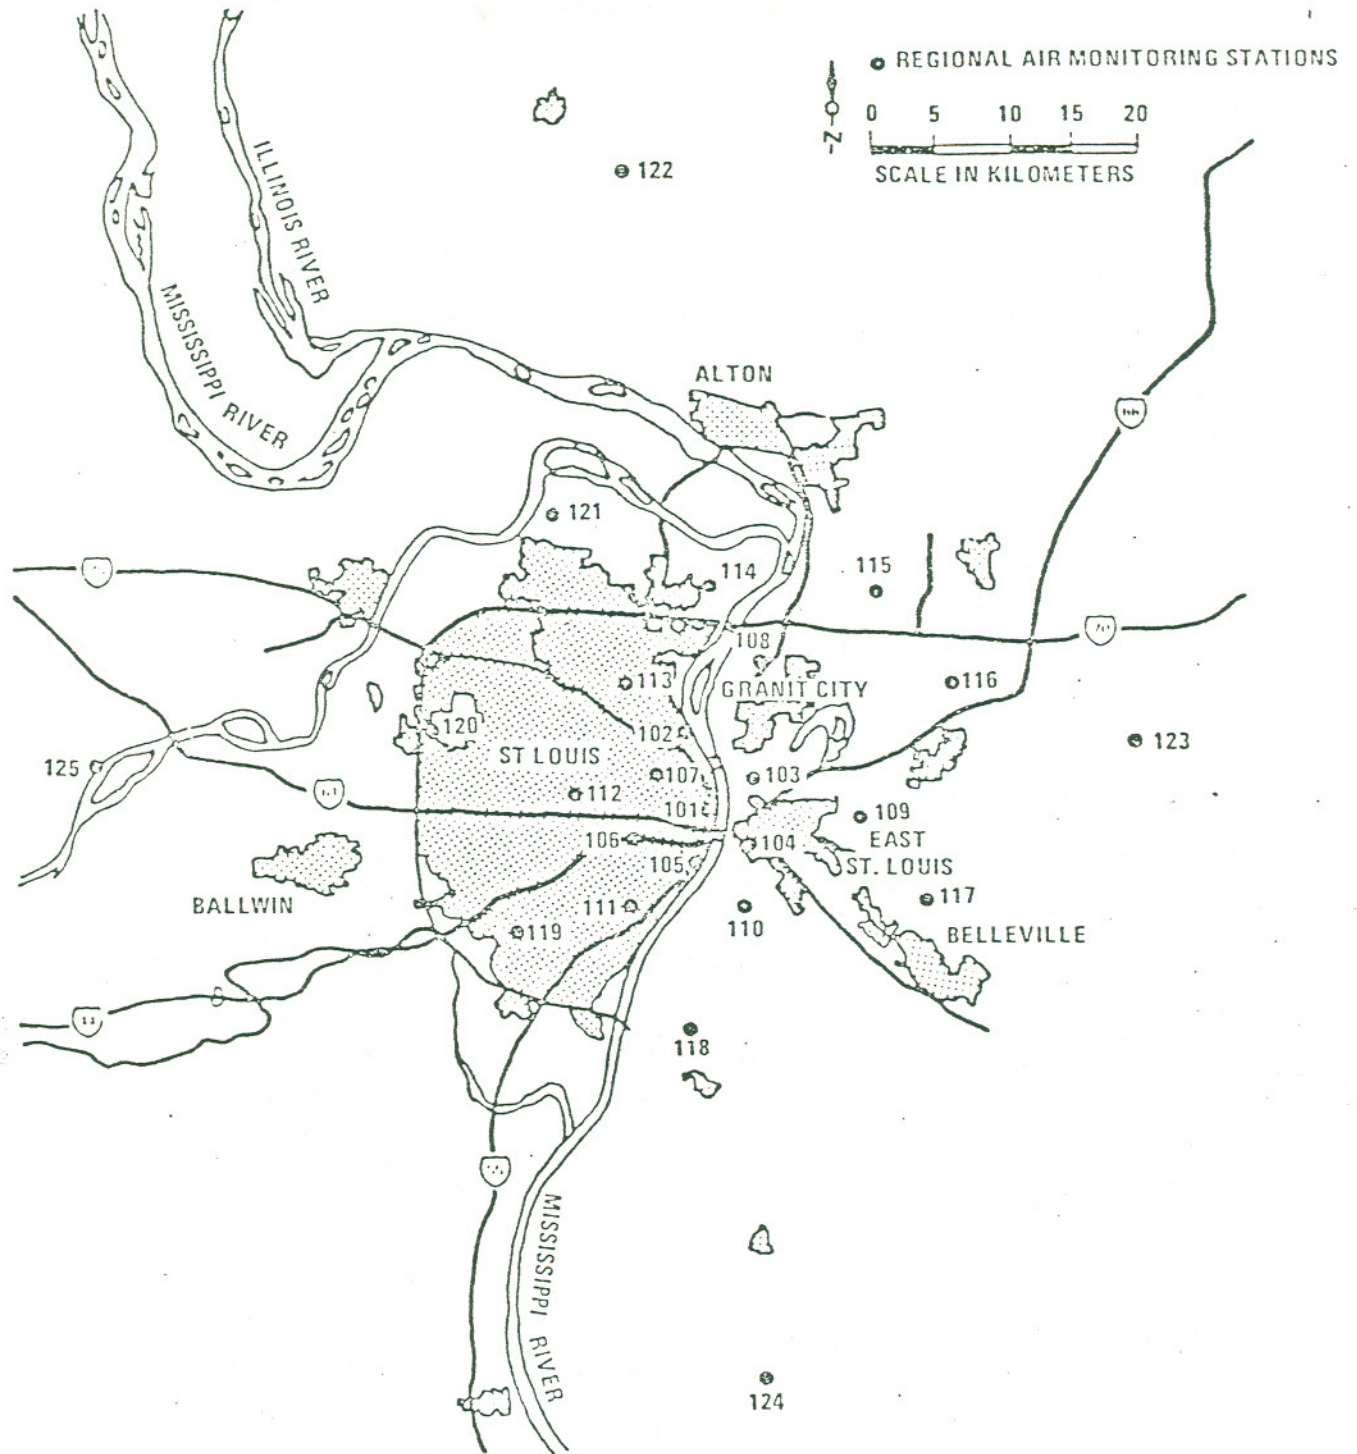 REGIONAL AIR MONITORING STATIONS
0 5 10 15 20
N
SCALE IN KILOMETERS
122
ILLINOIS RIVER
MISSISSIPPI RIVER
ALTON
121
114
115
70
108
113
GRANIT CITY
116
120
102
123
ST LOUIS
125
107
103
112
101
109
106
104
EAST
ST. LOUIS
105
BALLWIN
111
110
117
119
BELLEVILLE
44
118
MISSISSIPPI RIVER
124